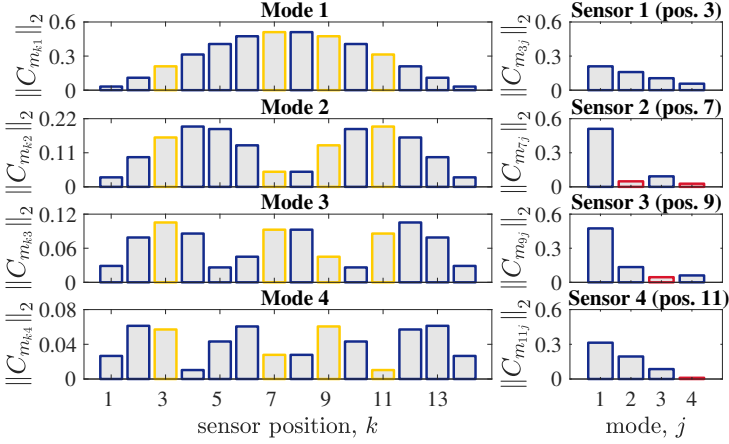 Mode 1
||C_{m_{k1}}||_2
0.6
0.3
0
Sensor 1 (pos. 3)
||C_{m_{3j}}||_2
0.6
0.3
0
Mode 2
||C_{m_{k2}}||_2
0.22
0.11
0
Sensor 2 (pos. 7)
||C_{m_{7j}}||_2
0.6
0.3
0
Mode 3
||C_{m_{k3}}||_2
0.12
0.06
0
Sensor 3 (pos. 9)
||C_{m_{9j}}||_2
0.6
0.3
0
Mode 4
||C_{m_{k4}}||_2
0.08
0.04
0
1 3 5 7 9 11 13
sensor position, k
Sensor 4 (pos. 11)
||C_{m_{11j}}||_2
0.6
0.3
0
1 2 3 4
mode, j